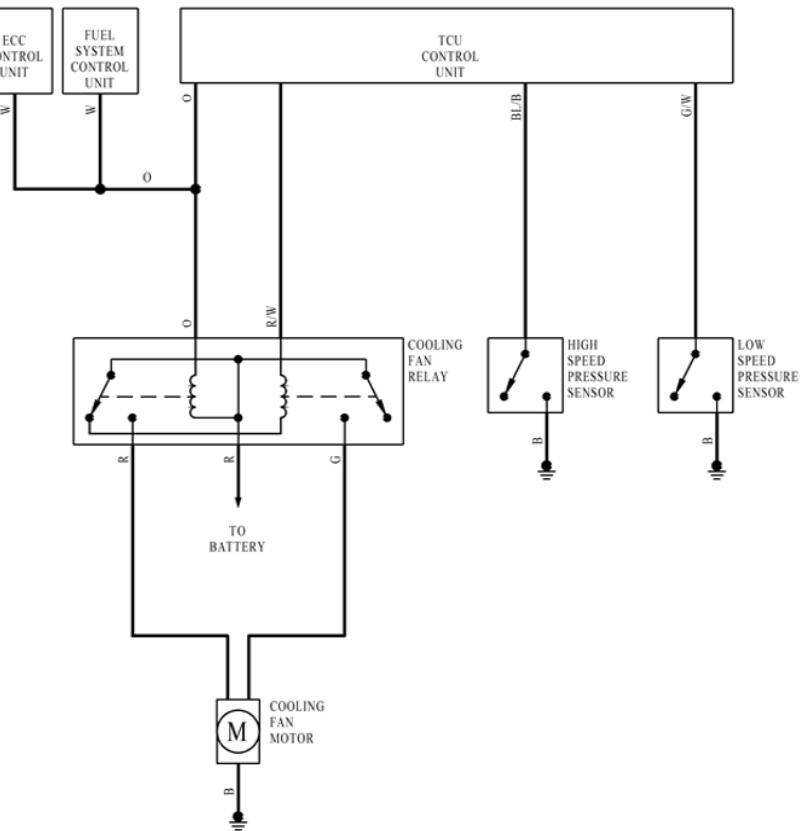 ECC
ONTROL
UNIT
FUEL
SYSTEM
CONTROL
UNIT
TCU
CONTROL
UNIT
W
W
O
BL/B
G/W
O
O
R/W
COOLING
FAN
RELAY
HIGH
SPEED
PRESSURE
SENSOR
LOW
SPEED
PRESSURE
SENSOR
R
R
G
B
B
TO
BATTERY
COOLING
FAN
MOTOR
M
B